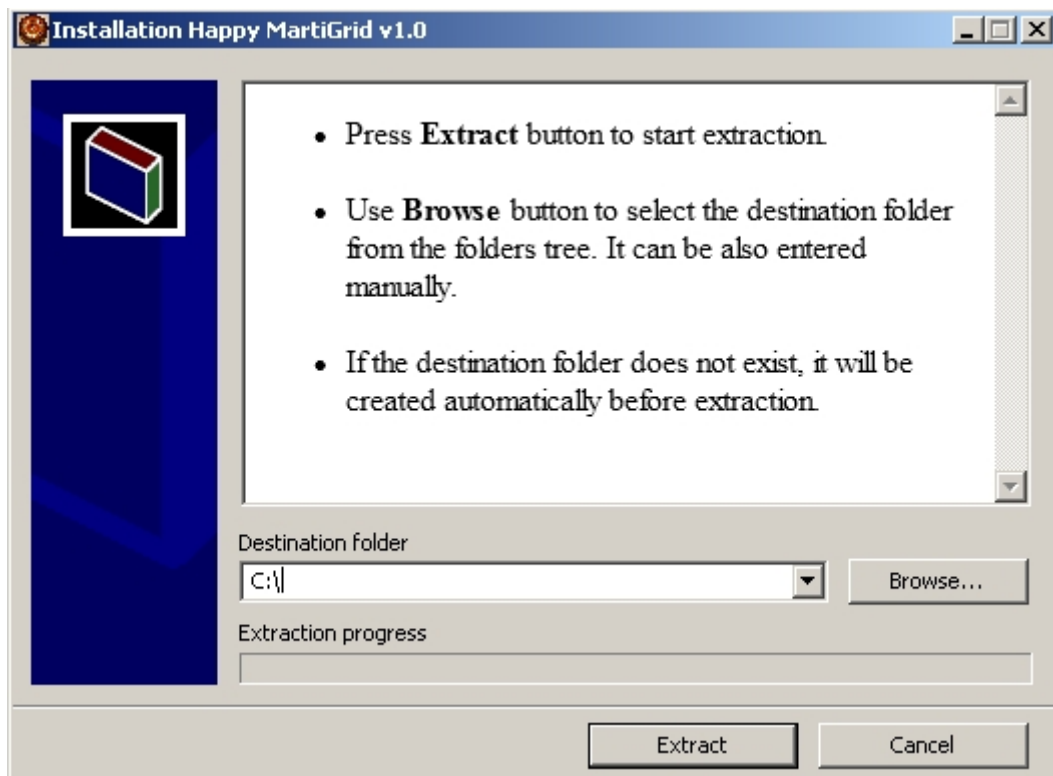 Installation Happy MartiGrid v1.0
• Press Extract button to start extraction.
• Use Browse button to select the destination folder
from the folders tree. It can be also entered
manually.
• If the destination folder does not exist, it will be
created automatically before extraction.
Destination folder
C:\
Browse...
Extraction progress
Extract
Cancel